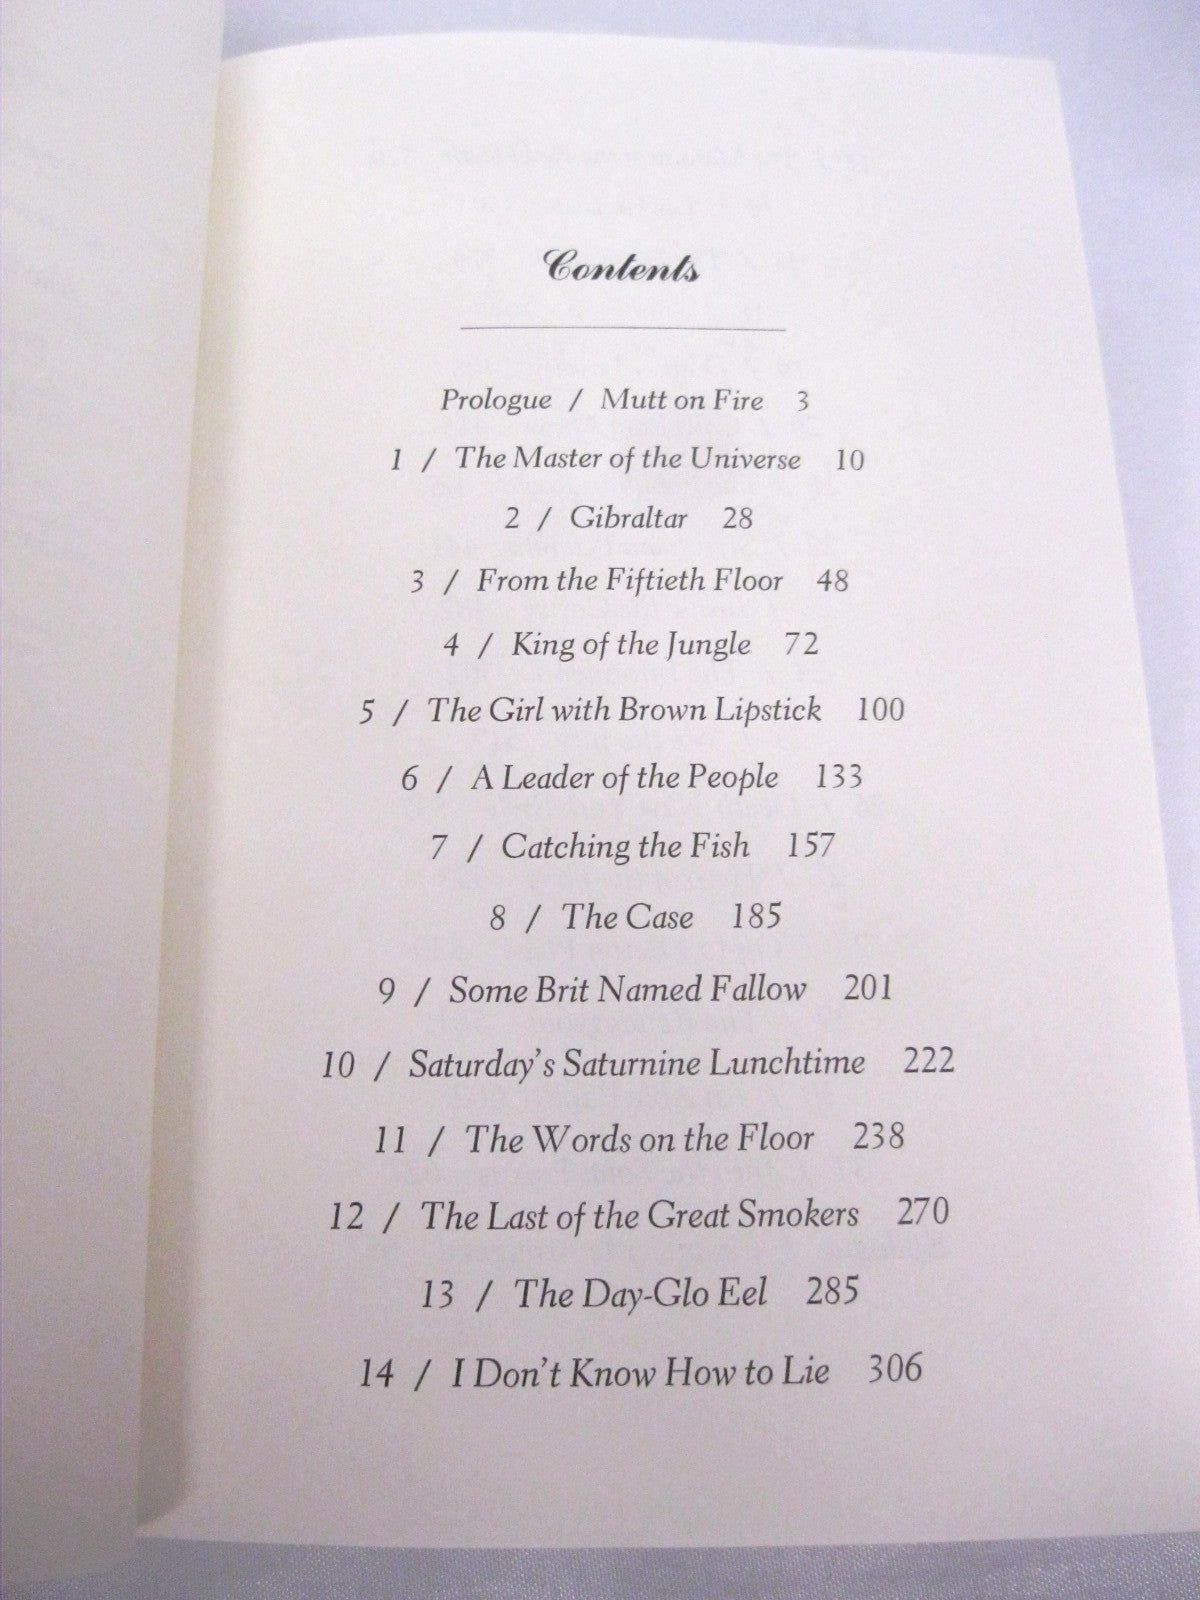 Contents
Prologue / Mutt on Fire 3
1 / The Master of the Universe 10
2 / Gibraltar 28
3 / From the Fiftieth Floor 48
4 / King of the Jungle 72
5 / The Girl with Brown Lipstick 100
6 / A Leader of the People 133
7 / Catching the Fish 157
8 / The Case 185
9 / Some Brit Named Fallow 201
10 / Saturday's Saturnine Lunchtime 222
11 / The Words on the Floor 238
12 / The Last of the Great Smokers 270
13 / The Day-Glo Eel 285
14 / I Don't Know How to Lie 306